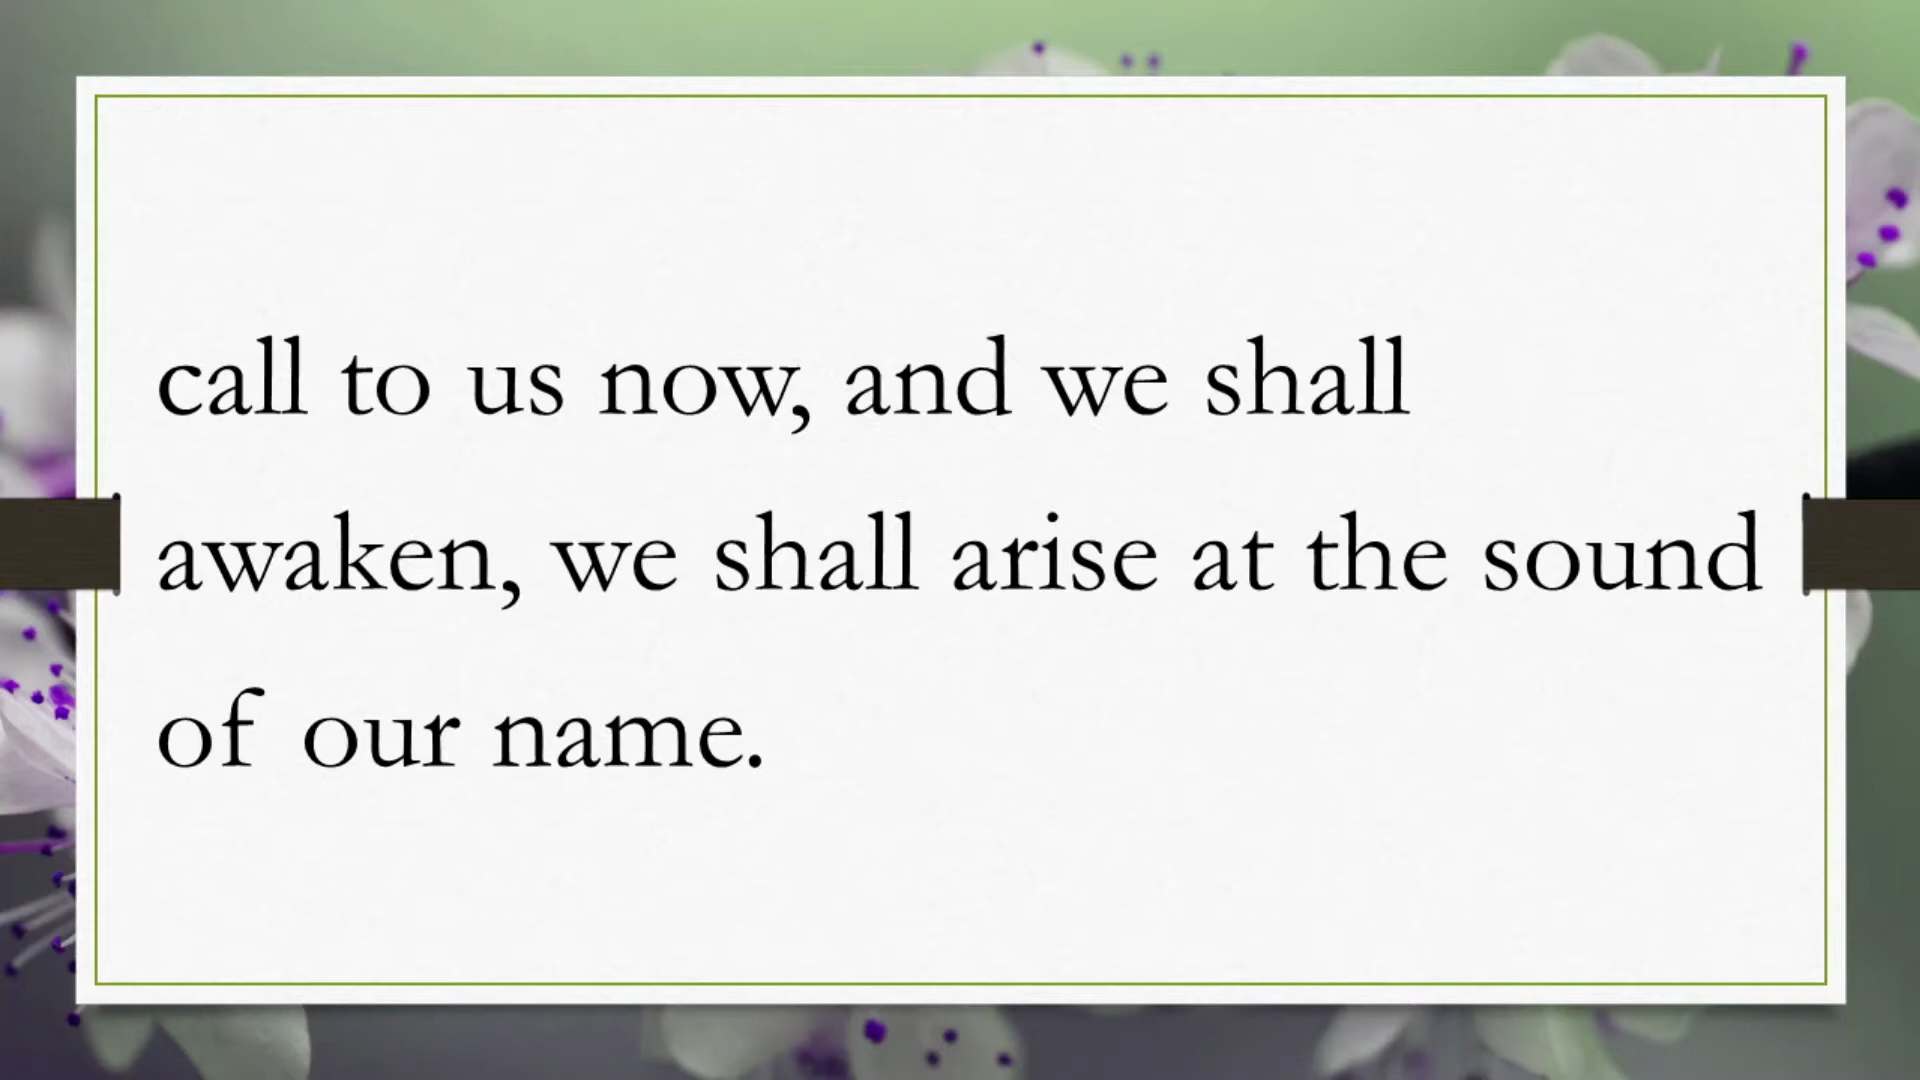 call to us now, and we shall
awaken, we shall arise at the sound
of our name.